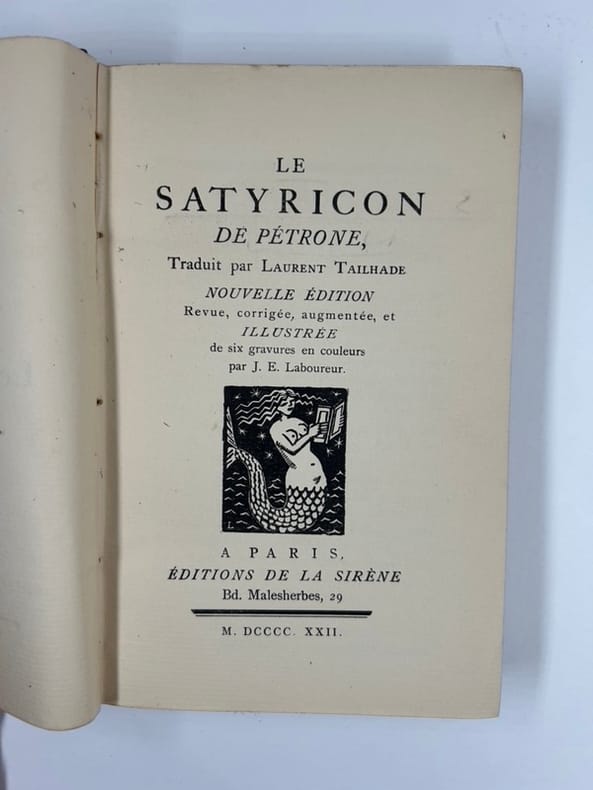 LE
SATYRICON
DE PÉTRONE,
Traduit par LAURENT TAILHADE
NOUVELLE ÉDITION
Revue, corrigée, augmentée, et
ILLUSTRÉE
de six gravures en couleurs
par J. E. Laboureur.
L
A PARIS,
ÉDITIONS DE LA SIRÈNE
Bd. Malesherbes, 29
M. DCCCC. XXII.